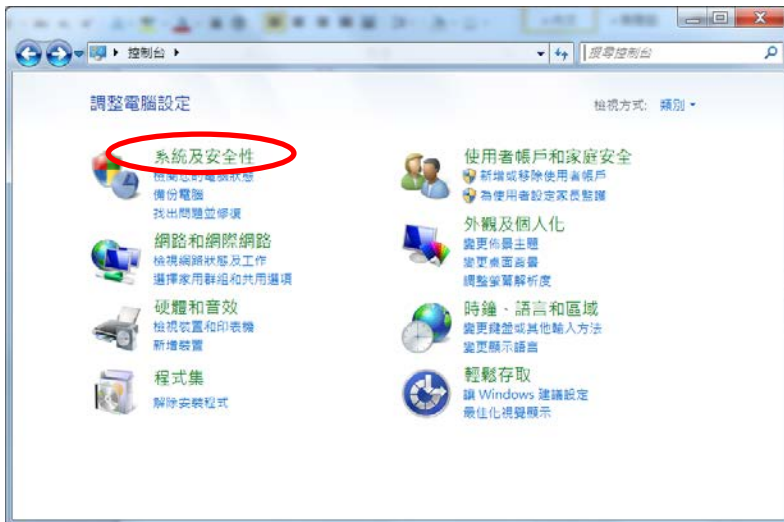 控制台
搜尋控制台
調整電腦設定
檢視方式: 類別
系統及安全性
檢閱您的電腦狀態
備份電腦
找出問題並修復
網路和網際網路
檢視網路狀態及工作
選擇家用群組和共用選項
硬體和音效
檢視裝置和印表機
新增裝置
程式集
解除安裝程式
使用者帳戶和家庭安全
新增或移除使用者帳戶
為使用者設定家長監護
外觀及個人化
變更佈景主題
變更桌面背景
調整螢幕解析度
時鐘、語言和區域
變更鍵盤或其他輸入方法
變更顯示語言
輕鬆存取
讓 Windows 建議設定
最佳化視覺顯示